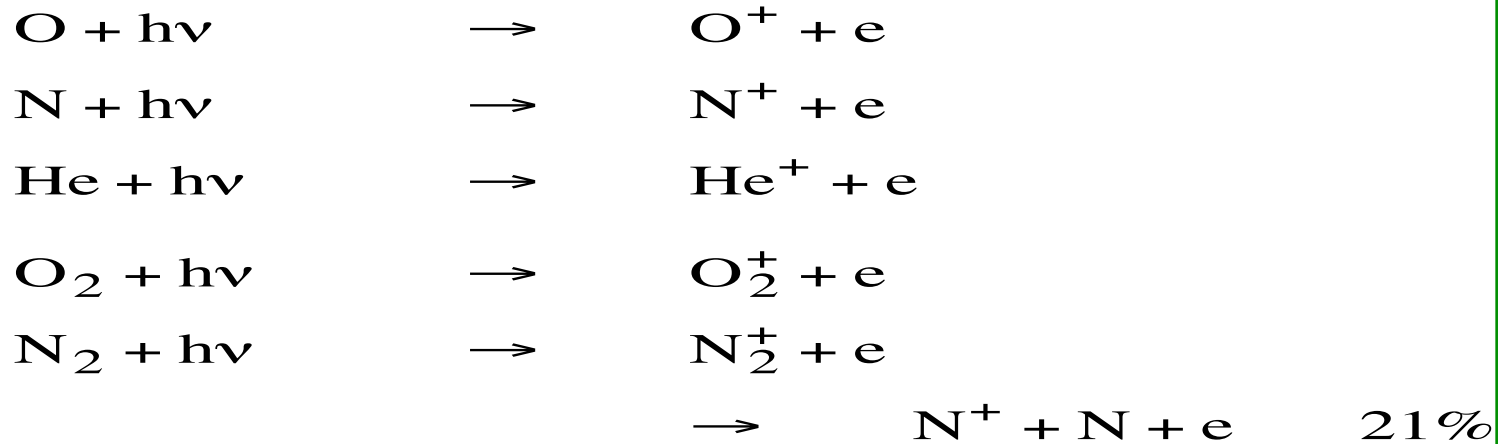 O + hν → O⁺ + e
N + hν → N⁺ + e
He + hν → He⁺ + e
O₂ + hν → O₂⁺ + e
N₂ + hν → N₂⁺ + e
→ N⁺ + N + e 21%